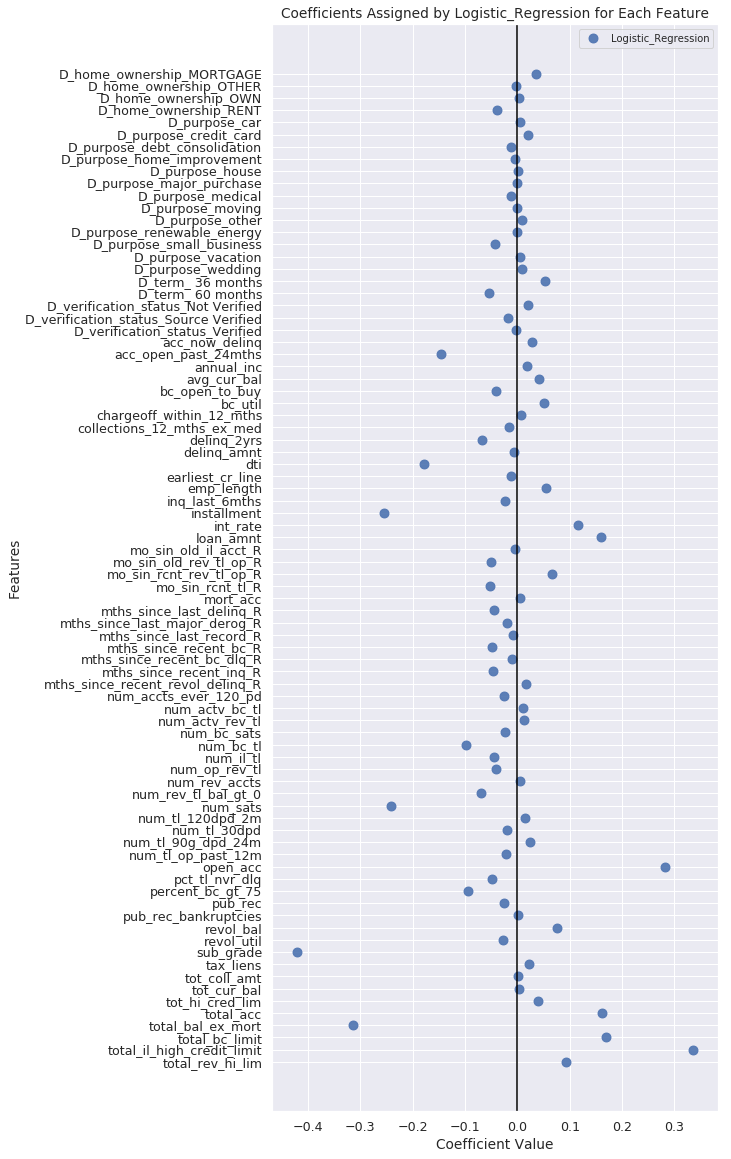 Coefficients Assigned by Logistic_Regression for Each Feature
Logistic_Regression
D_home_ownership_MORTGAGE
D_home_ownership_OTHER
D_home_ownership_OWN
D_home_ownership_RENT
D_purpose_car
D_purpose_credit_card
D_purpose_debt_consolidation
D_purpose_home_improvement
D_purpose_house
D_purpose_major_purchase
D_purpose_medical
D_purpose_moving
D_purpose_other
D_purpose_renewable_energy
D_purpose_small_business
D_purpose_vacation
D_purpose_wedding
D_term_ 36 months
D_term_ 60 months
D_verification_status_Not Verified
D_verification_status_Source Verified
D_verification_status_Verified
acc_now_delinq
acc_open_past_24mths
annual_inc
avg_cur_bal
bc_open_to_buy
bc_util
chargeoff_within_12_mths
collections_12_mths_ex_med
delinq_2yrs
delinq_amnt
dti
earliest_cr_line
emp_length
inq_last_6mths
installment
int_rate
loan_amnt
mo_sin_old_il_acct_R
mo_sin_old_rev_tl_op_R
mo_sin_rcnt_rev_tl_op_R
mo_sin_rcnt_tl_R
mort_acc
mths_since_last_delinq_R
mths_since_last_major_derog_R
mths_since_last_record_R
mths_since_recent_bc_R
mths_since_recent_bc_dlq_R
mths_since_recent_inq_R
mths_since_recent_revol_delinq_R
num_accts_ever_120_pd
num_actv_bc_tl
num_actv_rev_tl
num_bc_sats
num_bc_tl
num_il_tl
num_op_rev_tl
num_rev_accts
num_rev_tl_bal_gt_0
num_sats
num_tl_120dpd_2m
num_tl_30dpd
num_tl_90g_dpd_24m
num_tl_op_past_12m
open_acc
pct_tl_nvr_dlq
percent_bc_gt_75
pub_rec
pub_rec_bankruptcies
revol_bal
revol_util
sub_grade
tax_liens
tot_coll_amt
tot_cur_bal
tot_hi_cred_lim
total_acc
total_bal_ex_mort
total_bc_limit
total_il_high_credit_limit
total_rev_hi_lim
Features
−0.4 −0.3 −0.2 −0.1 0.0 0.1 0.2 0.3
Coefficient Value